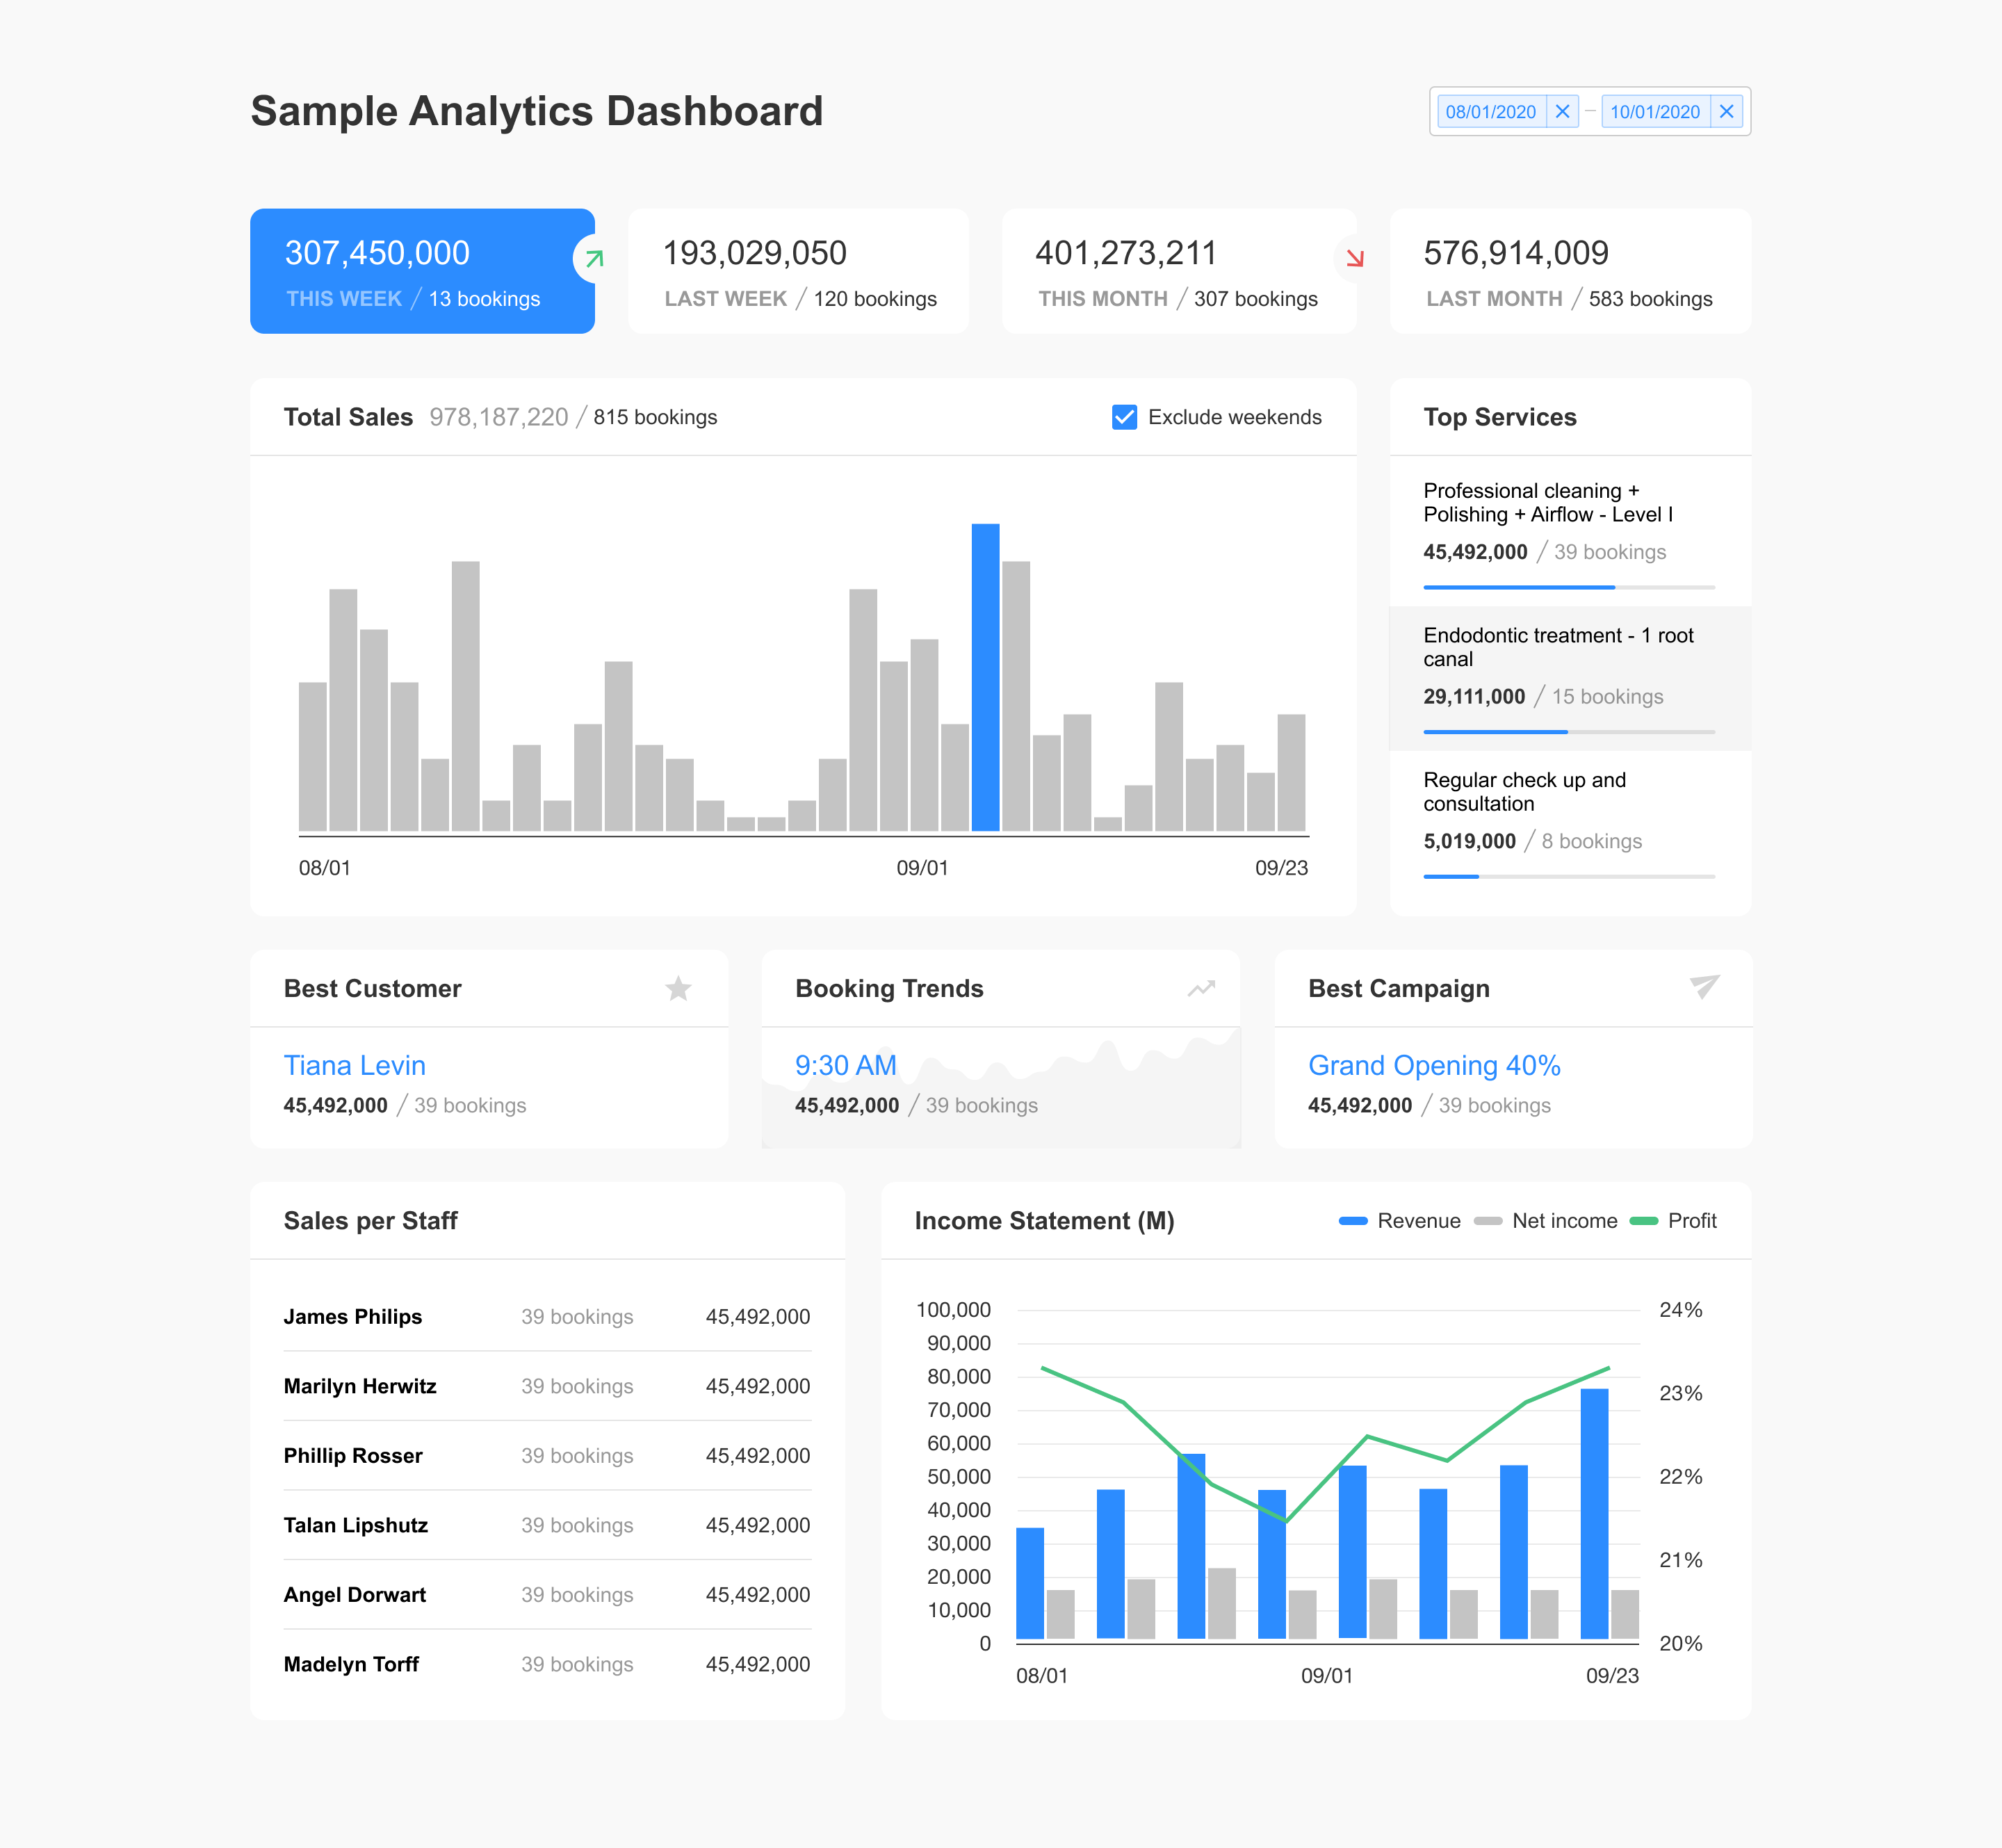 Sample Analytics Dashboard
08/01/2020 – 10/01/2020
307,450,000
THIS WEEK / 13 bookings
193,029,050
LAST WEEK / 120 bookings
401,273,211
THIS MONTH / 307 bookings
576,914,009
LAST MONTH / 583 bookings
Total Sales 978,187,220 / 815 bookings
Exclude weekends
08/01 09/01 09/23
Top Services
Professional cleaning +
Polishing + Airflow - Level I
45,492,000 / 39 bookings
Endodontic treatment - 1 root
canal
29,111,000 / 15 bookings
Regular check up and
consultation
5,019,000 / 8 bookings
Best Customer
Tiana Levin
45,492,000 / 39 bookings
Booking Trends
9:30 AM
45,492,000 / 39 bookings
Best Campaign
Grand Opening 40%
45,492,000 / 39 bookings
Sales per Staff
James Philips 39 bookings 45,492,000
Marilyn Herwitz 39 bookings 45,492,000
Phillip Rosser 39 bookings 45,492,000
Talan Lipshutz 39 bookings 45,492,000
Angel Dorwart 39 bookings 45,492,000
Madelyn Torff 39 bookings 45,492,000
Income Statement (M)
Revenue Net income Profit
100,000
90,000
80,000
70,000
60,000
50,000
40,000
30,000
20,000
10,000
0
24%
23%
22%
21%
20%
08/01 09/01 09/23